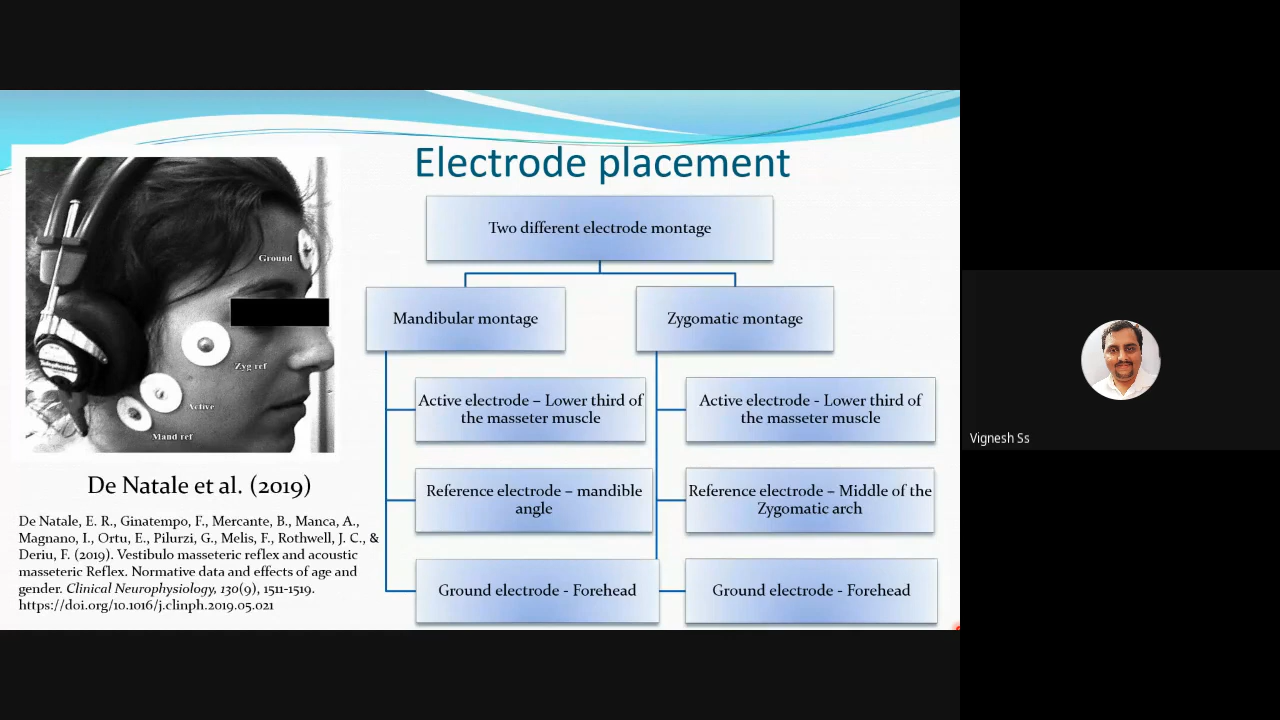 Electrode placement
Two different electrode montage
Mandibular montage
Zygomatic montage
Active electrode – Lower third of
the masseter muscle
Active electrode - Lower third of
the masseter muscle
Reference electrode – mandible
angle
Reference electrode – Middle of the
Zygomatic arch
Ground electrode - Forehead
Ground electrode - Forehead
Ground
Zyg ref
Active
Mand ref
De Natale et al. (2019)
De Natale, E. R., Ginatempo, F., Mercante, B., Manca, A.,
Magnano, I., Ortu, E., Pilurzi, G., Melis, F., Rothwell, J. C., &
Deriu, F. (2019). Vestibulo masseteric reflex and acoustic
masseteric Reflex. Normative data and effects of age and
gender. Clinical Neurophysiology, 130(9), 1511-1519.
https://doi.org/10.1016/j.clinph.2019.05.021
Vignesh Ss